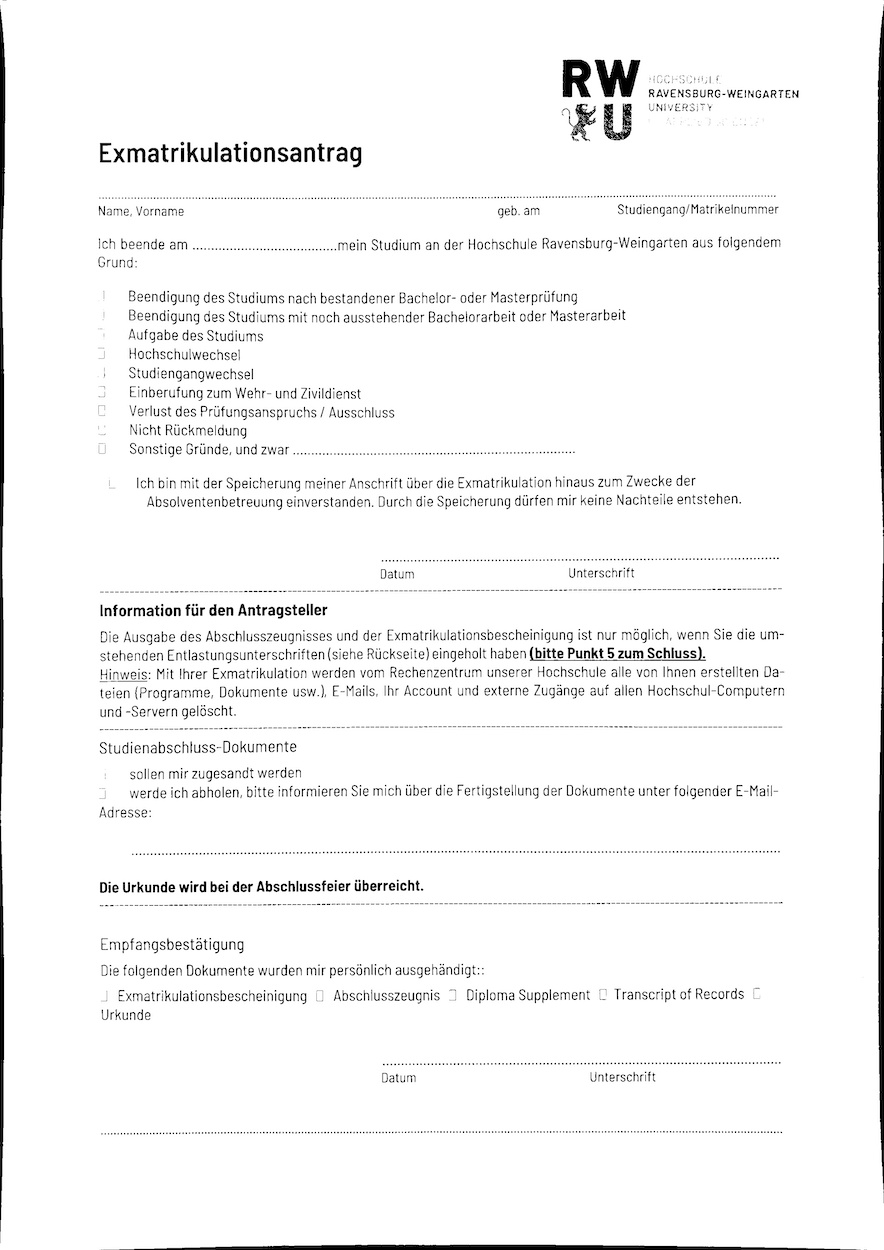 RW
U
HOCHSCHULE
RAVENSBURG-WEINGARTEN
UNIVERSITY
Exmatrikulationsantrag
Name, Vorname geb. am Studiengang/Matrikelnummer
Ich beende am ......................................mein Studium an der Hochschule Ravensburg-Weingarten aus folgendem
Grund:
Beendigung des Studiums nach bestandener Bachelor- oder Masterprüfung
Beendigung des Studiums mit noch ausstehender Bachelorarbeit oder Masterarbeit
Aufgabe des Studiums
Hochschulwechsel
Studiengangwechsel
Einberufung zum Wehr- und Zivildienst
Verlust des Prüfungsanspruchs / Ausschluss
Nicht Rückmeldung
Sonstige Gründe, und zwar ...........................................................................
Ich bin mit der Speicherung meiner Anschrift über die Exmatrikulation hinaus zum Zwecke der
Absolventenbetreuung einverstanden. Durch die Speicherung dürfen mir keine Nachteile entstehen.
Datum Unterschrift
Information für den Antragsteller
Die Ausgabe des Abschlusszeugnisses und der Exmatrikulationsbescheinigung ist nur möglich, wenn Sie die um-
stehenden Entlastungsunterschriften (siehe Rückseite) eingeholt haben (bitte Punkt 5 zum Schluss).
Hinweis: Mit Ihrer Exmatrikulation werden vom Rechenzentrum unserer Hochschule alle von Ihnen erstellten Da-
teien (Programme, Dokumente usw.), E-Mails, Ihr Account und externe Zugänge auf allen Hochschul-Computern
und -Servern gelöscht.
Studienabschluss-Dokumente
sollen mir zugesandt werden
werde ich abholen, bitte informieren Sie mich über die Fertigstellung der Dokumente unter folgender E-Mail-
Adresse:
Die Urkunde wird bei der Abschlussfeier überreicht.
Empfangsbestätigung
Die folgenden Dokumente wurden mir persönlich ausgehändigt::
Exmatrikulationsbescheinigung Abschlusszeugnis Diploma Supplement Transcript of Records
Urkunde
Datum Unterschrift